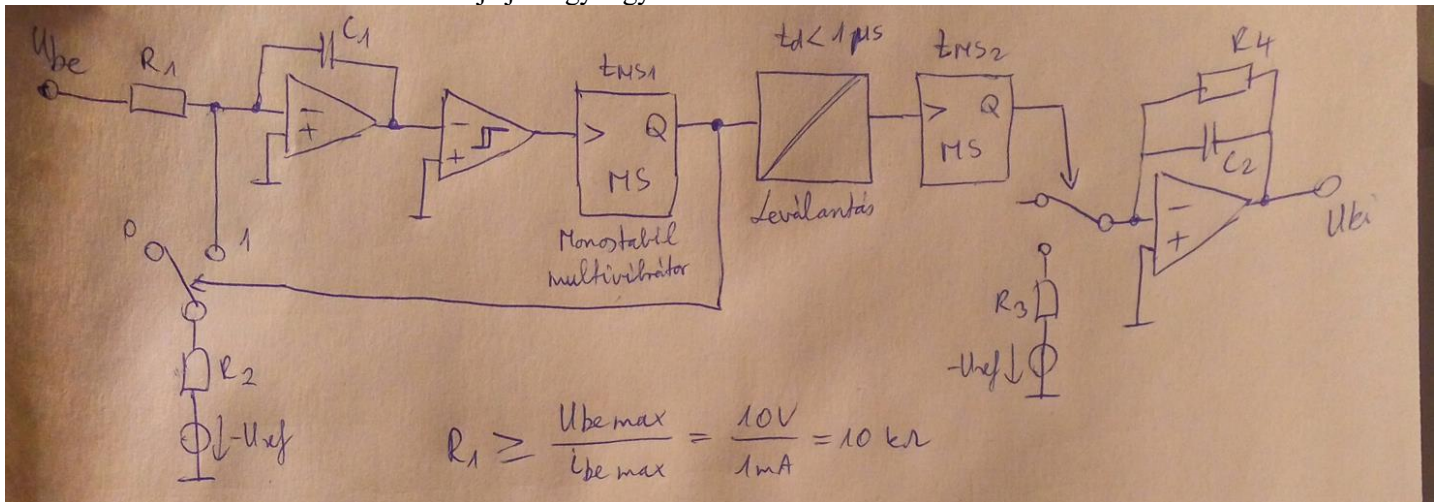 Ube
R1
C1
-
+
-
+
tMS1
Q
MS
Monostabil
multivibrátor
td < 1 µs
Leválantás
tMS2
Q
MS
R4
C2
-
+
Uki
0
1
R2
-Uref
R3
-Uref
R1 ≥ Ube max / ibe max = 10V / 1mA = 10 kΩ